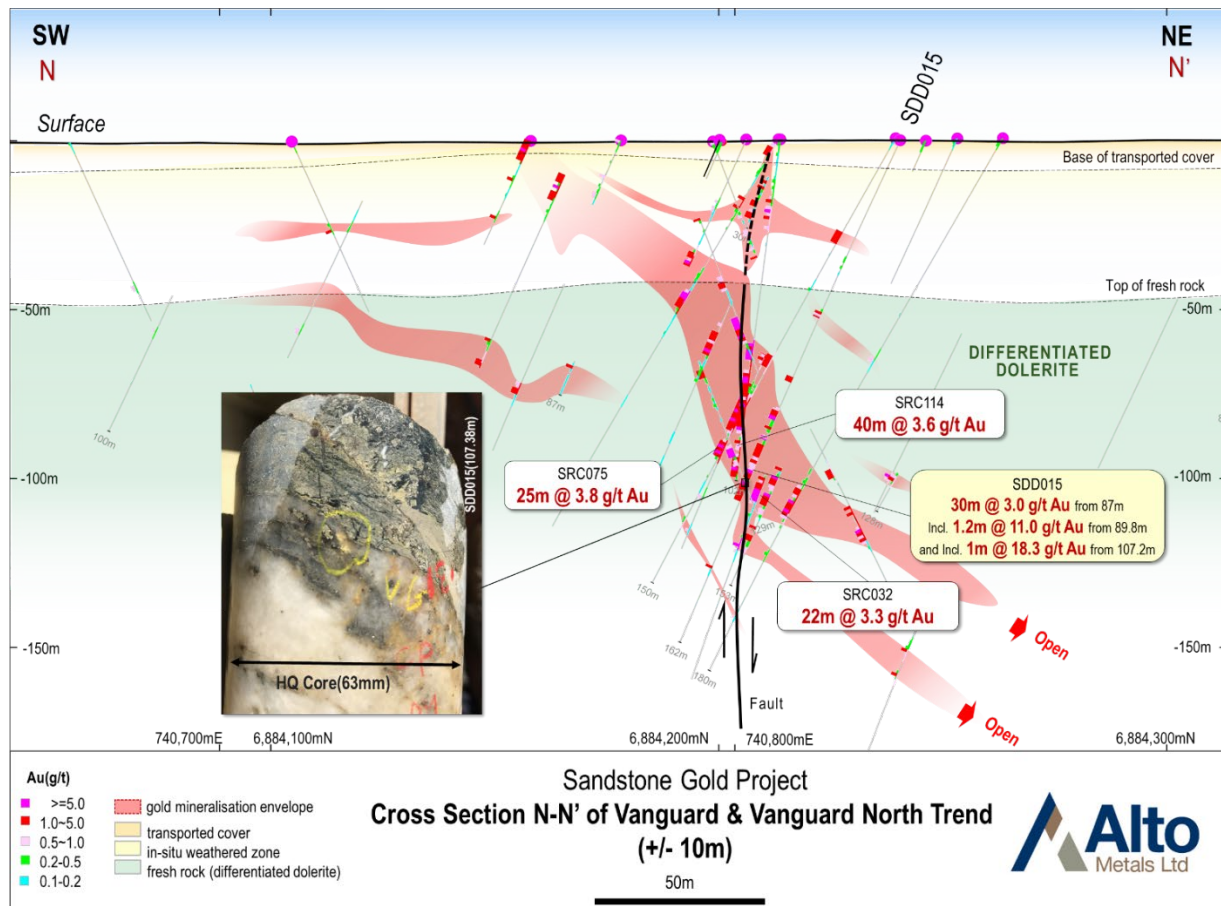 SW
NE
N
N'
SDD015
Surface
Base of transported cover
Top of fresh rock
-50m
-50m
DIFFERENTIATED
DOLERITE
87m
100m
SDD015(107.38m)
SRC114
40m @ 3.6 g/t Au
SRC075
25m @ 3.8 g/t Au
-100m
-100m
SDD015
30m @ 3.0 g/t Au from 87m
Incl. 1.2m @ 11.0 g/t Au from 89.8m
and Incl. 1m @ 18.3 g/t Au from 107.2m
128m
150m
153m
SRC032
22m @ 3.3 g/t Au
162m
180m
-150m
-150m
VG
HQ Core(63mm)
Open
Open
Fault
740,700mE
6,884,100mN
6,884,200mN
740,800mE
6,884,300mN
Au(g/t)
>=5.0
1.0~5.0
0.5~1.0
0.2-0.5
0.1-0.2
gold mineralisation envelope
transported cover
in-situ weathered zone
fresh rock (differentiated dolerite)
Sandstone Gold Project
Cross Section N-N' of Vanguard & Vanguard North Trend
(+/- 10m)
50m
Alto
Metals Ltd